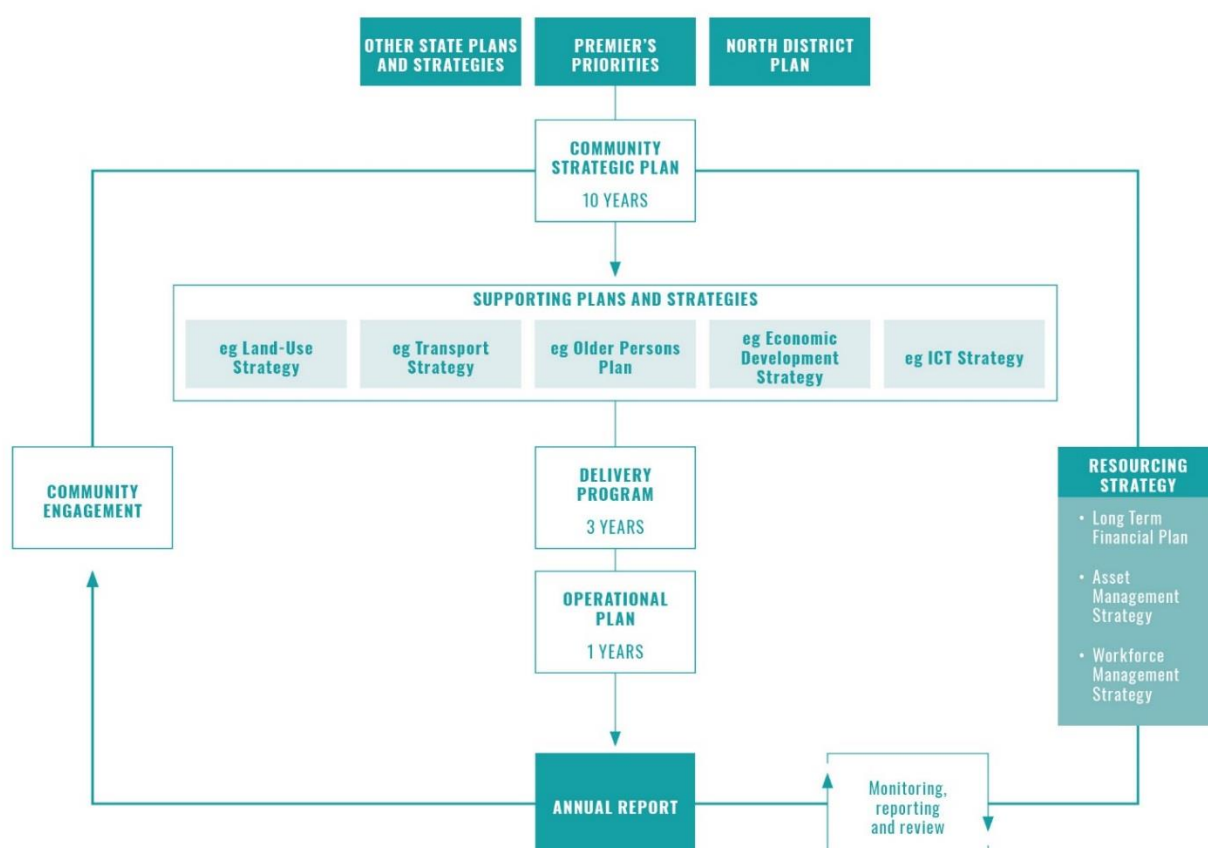 OTHER STATE PLANS
AND STRATEGIES
PREMIER'S
PRIORITIES
NORTH DISTRICT
PLAN
COMMUNITY
STRATEGIC PLAN
10 YEARS
SUPPORTING PLANS AND STRATEGIES
eg Land-Use
Strategy
eg Transport
Strategy
eg Older Persons
Plan
eg Economic
Development
Strategy
eg ICT Strategy
COMMUNITY
ENGAGEMENT
DELIVERY
PROGRAM
3 YEARS
OPERATIONAL
PLAN
1 YEARS
RESOURCING
STRATEGY
• Long Term
Financial Plan
• Asset
Management
Strategy
• Workforce
Management
Strategy
ANNUAL REPORT
Monitoring,
reporting
and review